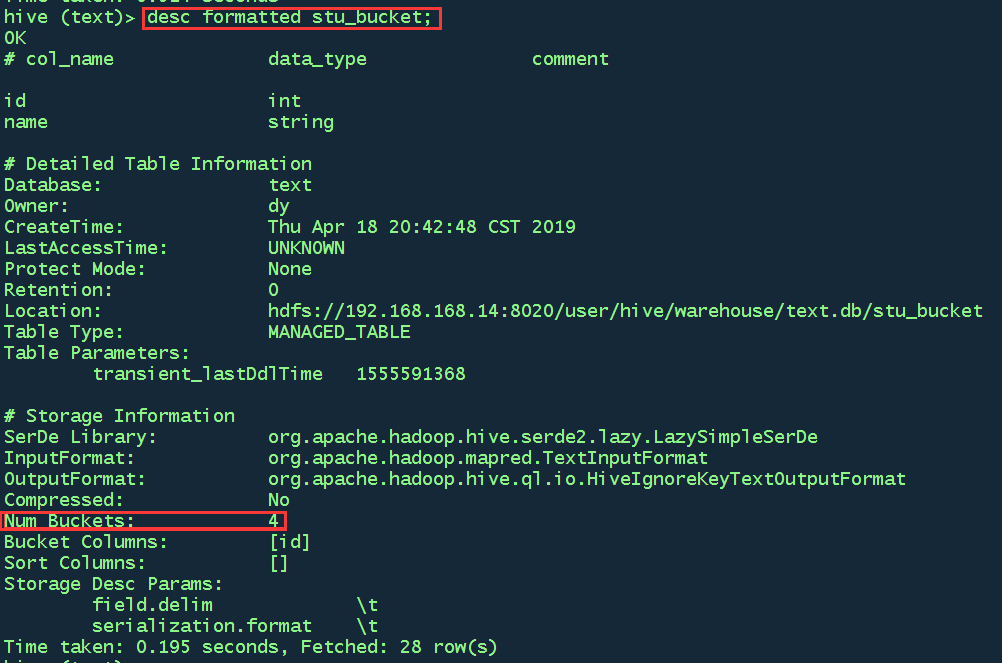 hive (text)> desc formatted stu_bucket;
OK
# col_name data_type comment
id int
name string
# Detailed Table Information
Database: text
Owner: dy
CreateTime: Thu Apr 18 20:42:48 CST 2019
LastAccessTime: UNKNOWN
Protect Mode: None
Retention: 0
Location: hdfs://192.168.168.14:8020/user/hive/warehouse/text.db/stu_bucket
Table Type: MANAGED_TABLE
Table Parameters:
transient_lastDdlTime 1555591368
# Storage Information
SerDe Library: org.apache.hadoop.hive.serde2.lazy.LazySimpleSerDe
InputFormat: org.apache.hadoop.mapred.TextInputFormat
OutputFormat: org.apache.hadoop.hive.ql.io.HiveIgnoreKeyTextOutputFormat
Compressed: No
Num Buckets: 4
Bucket Columns: [id]
Sort Columns: []
Storage Desc Params:
field.delim \t
serialization.format \t
Time taken: 0.195 seconds, Fetched: 28 row(s)